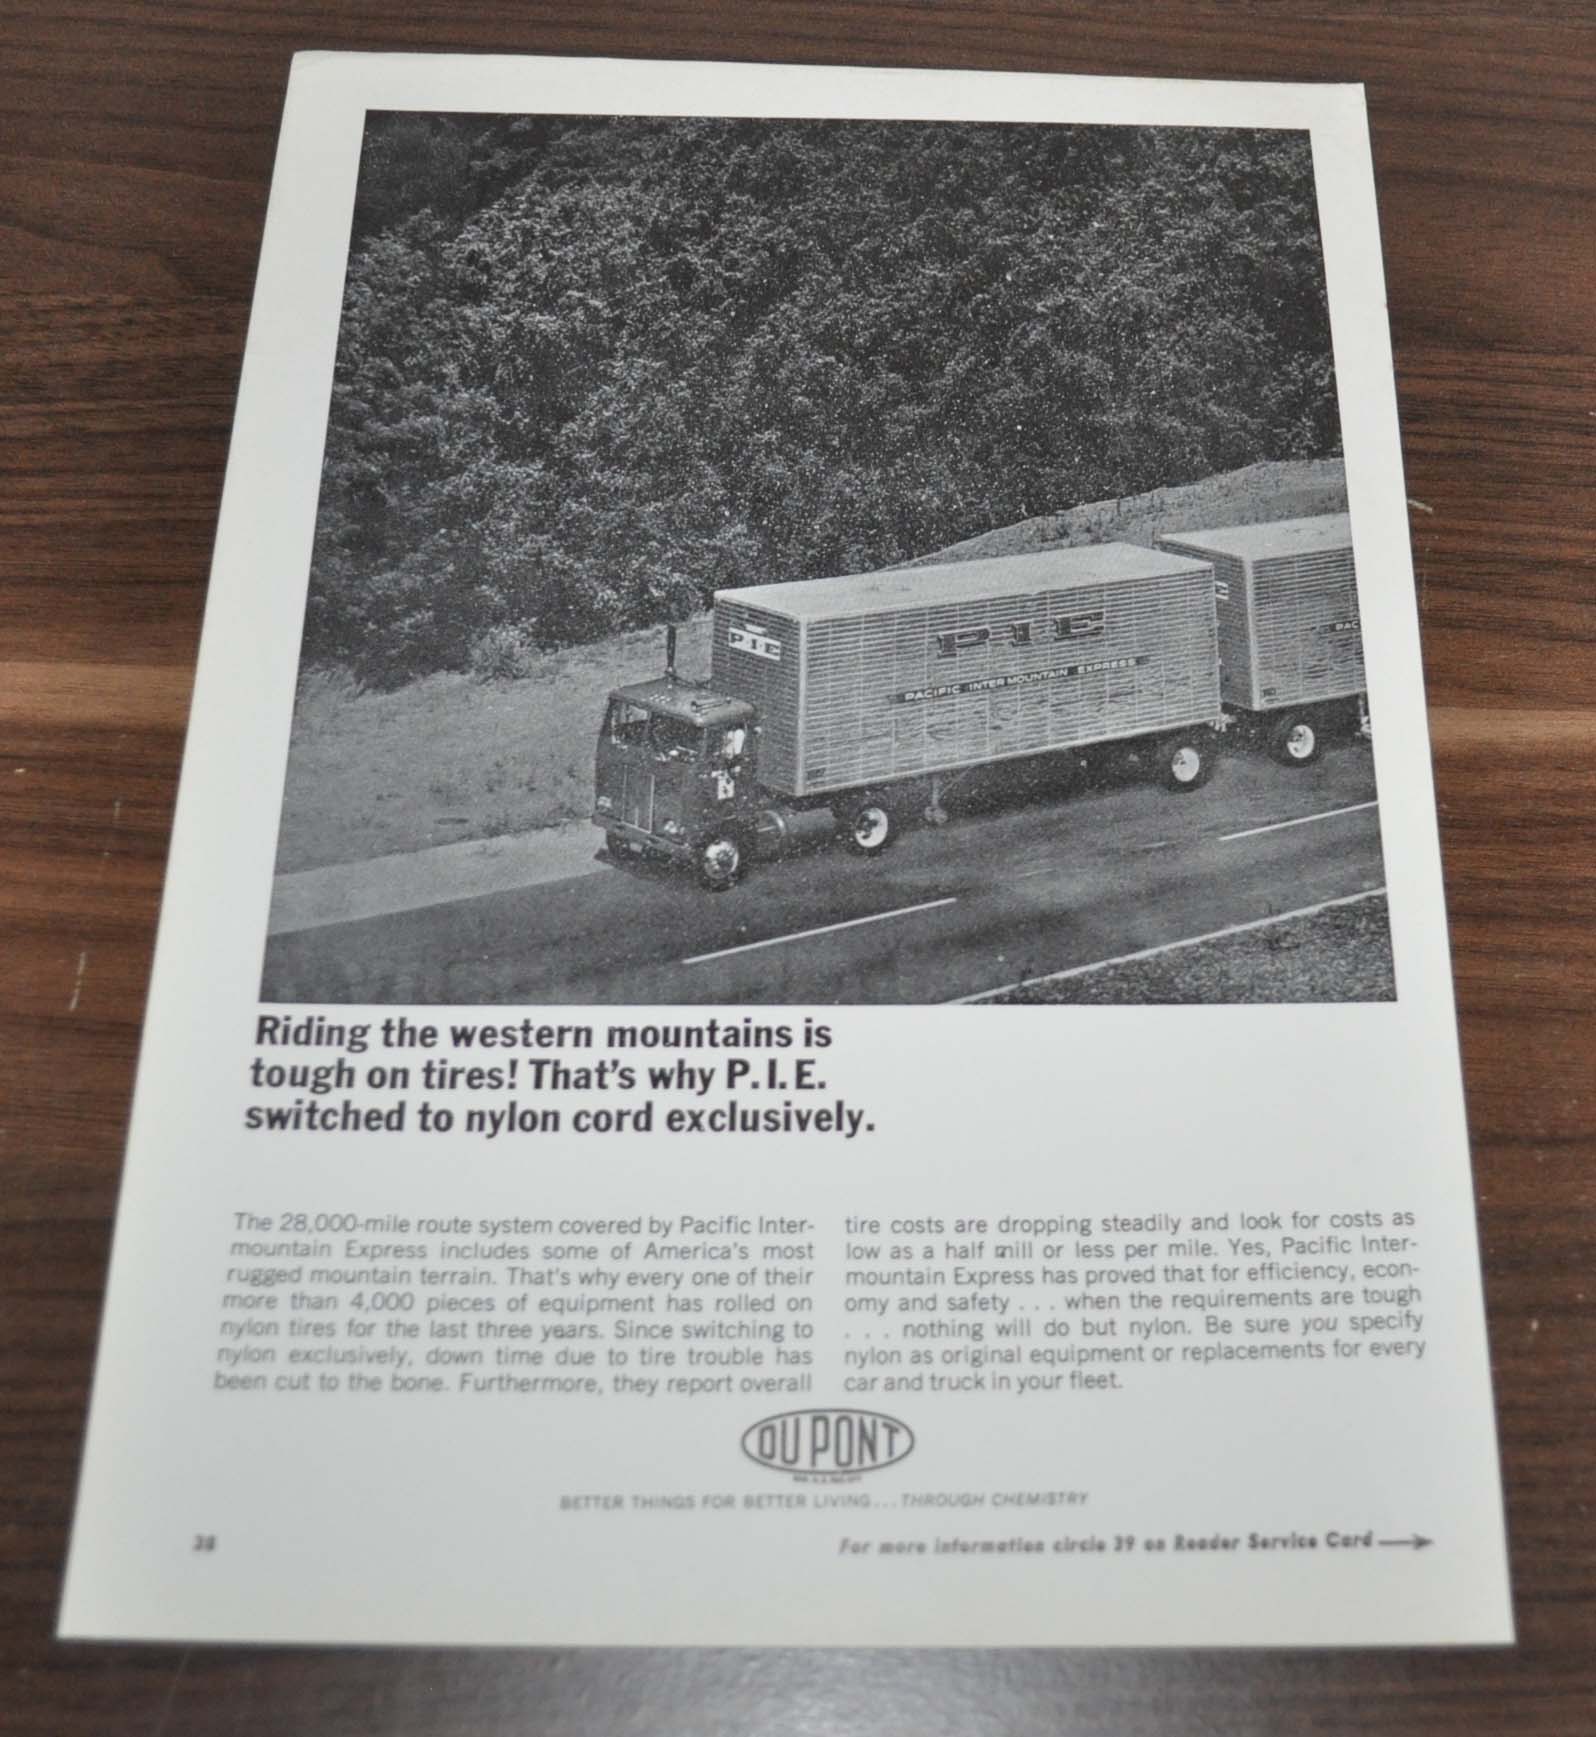 P·I·E
P·I·E
PACIFIC INTER MOUNTAIN EXPRESS
PAC
Riding the western mountains is
tough on tires! That's why P.I.E.
switched to nylon cord exclusively.
The 28,000-mile route system covered by Pacific Inter-
mountain Express includes some of America's most
rugged mountain terrain. That's why every one of their
more than 4,000 pieces of equipment has rolled on
nylon tires for the last three years. Since switching to
nylon exclusively, down time due to tire trouble has
been cut to the bone. Furthermore, they report overall
tire costs are dropping steadily and look for costs as
low as a half mill or less per mile. Yes, Pacific Inter-
mountain Express has proved that for efficiency, econ-
omy and safety . . . when the requirements are tough
. . . nothing will do but nylon. Be sure you specify
nylon as original equipment or replacements for every
car and truck in your fleet.
DU PONT
BETTER THINGS FOR BETTER LIVING...THROUGH CHEMISTRY
38
For more information circle 39 on Reader Service Card